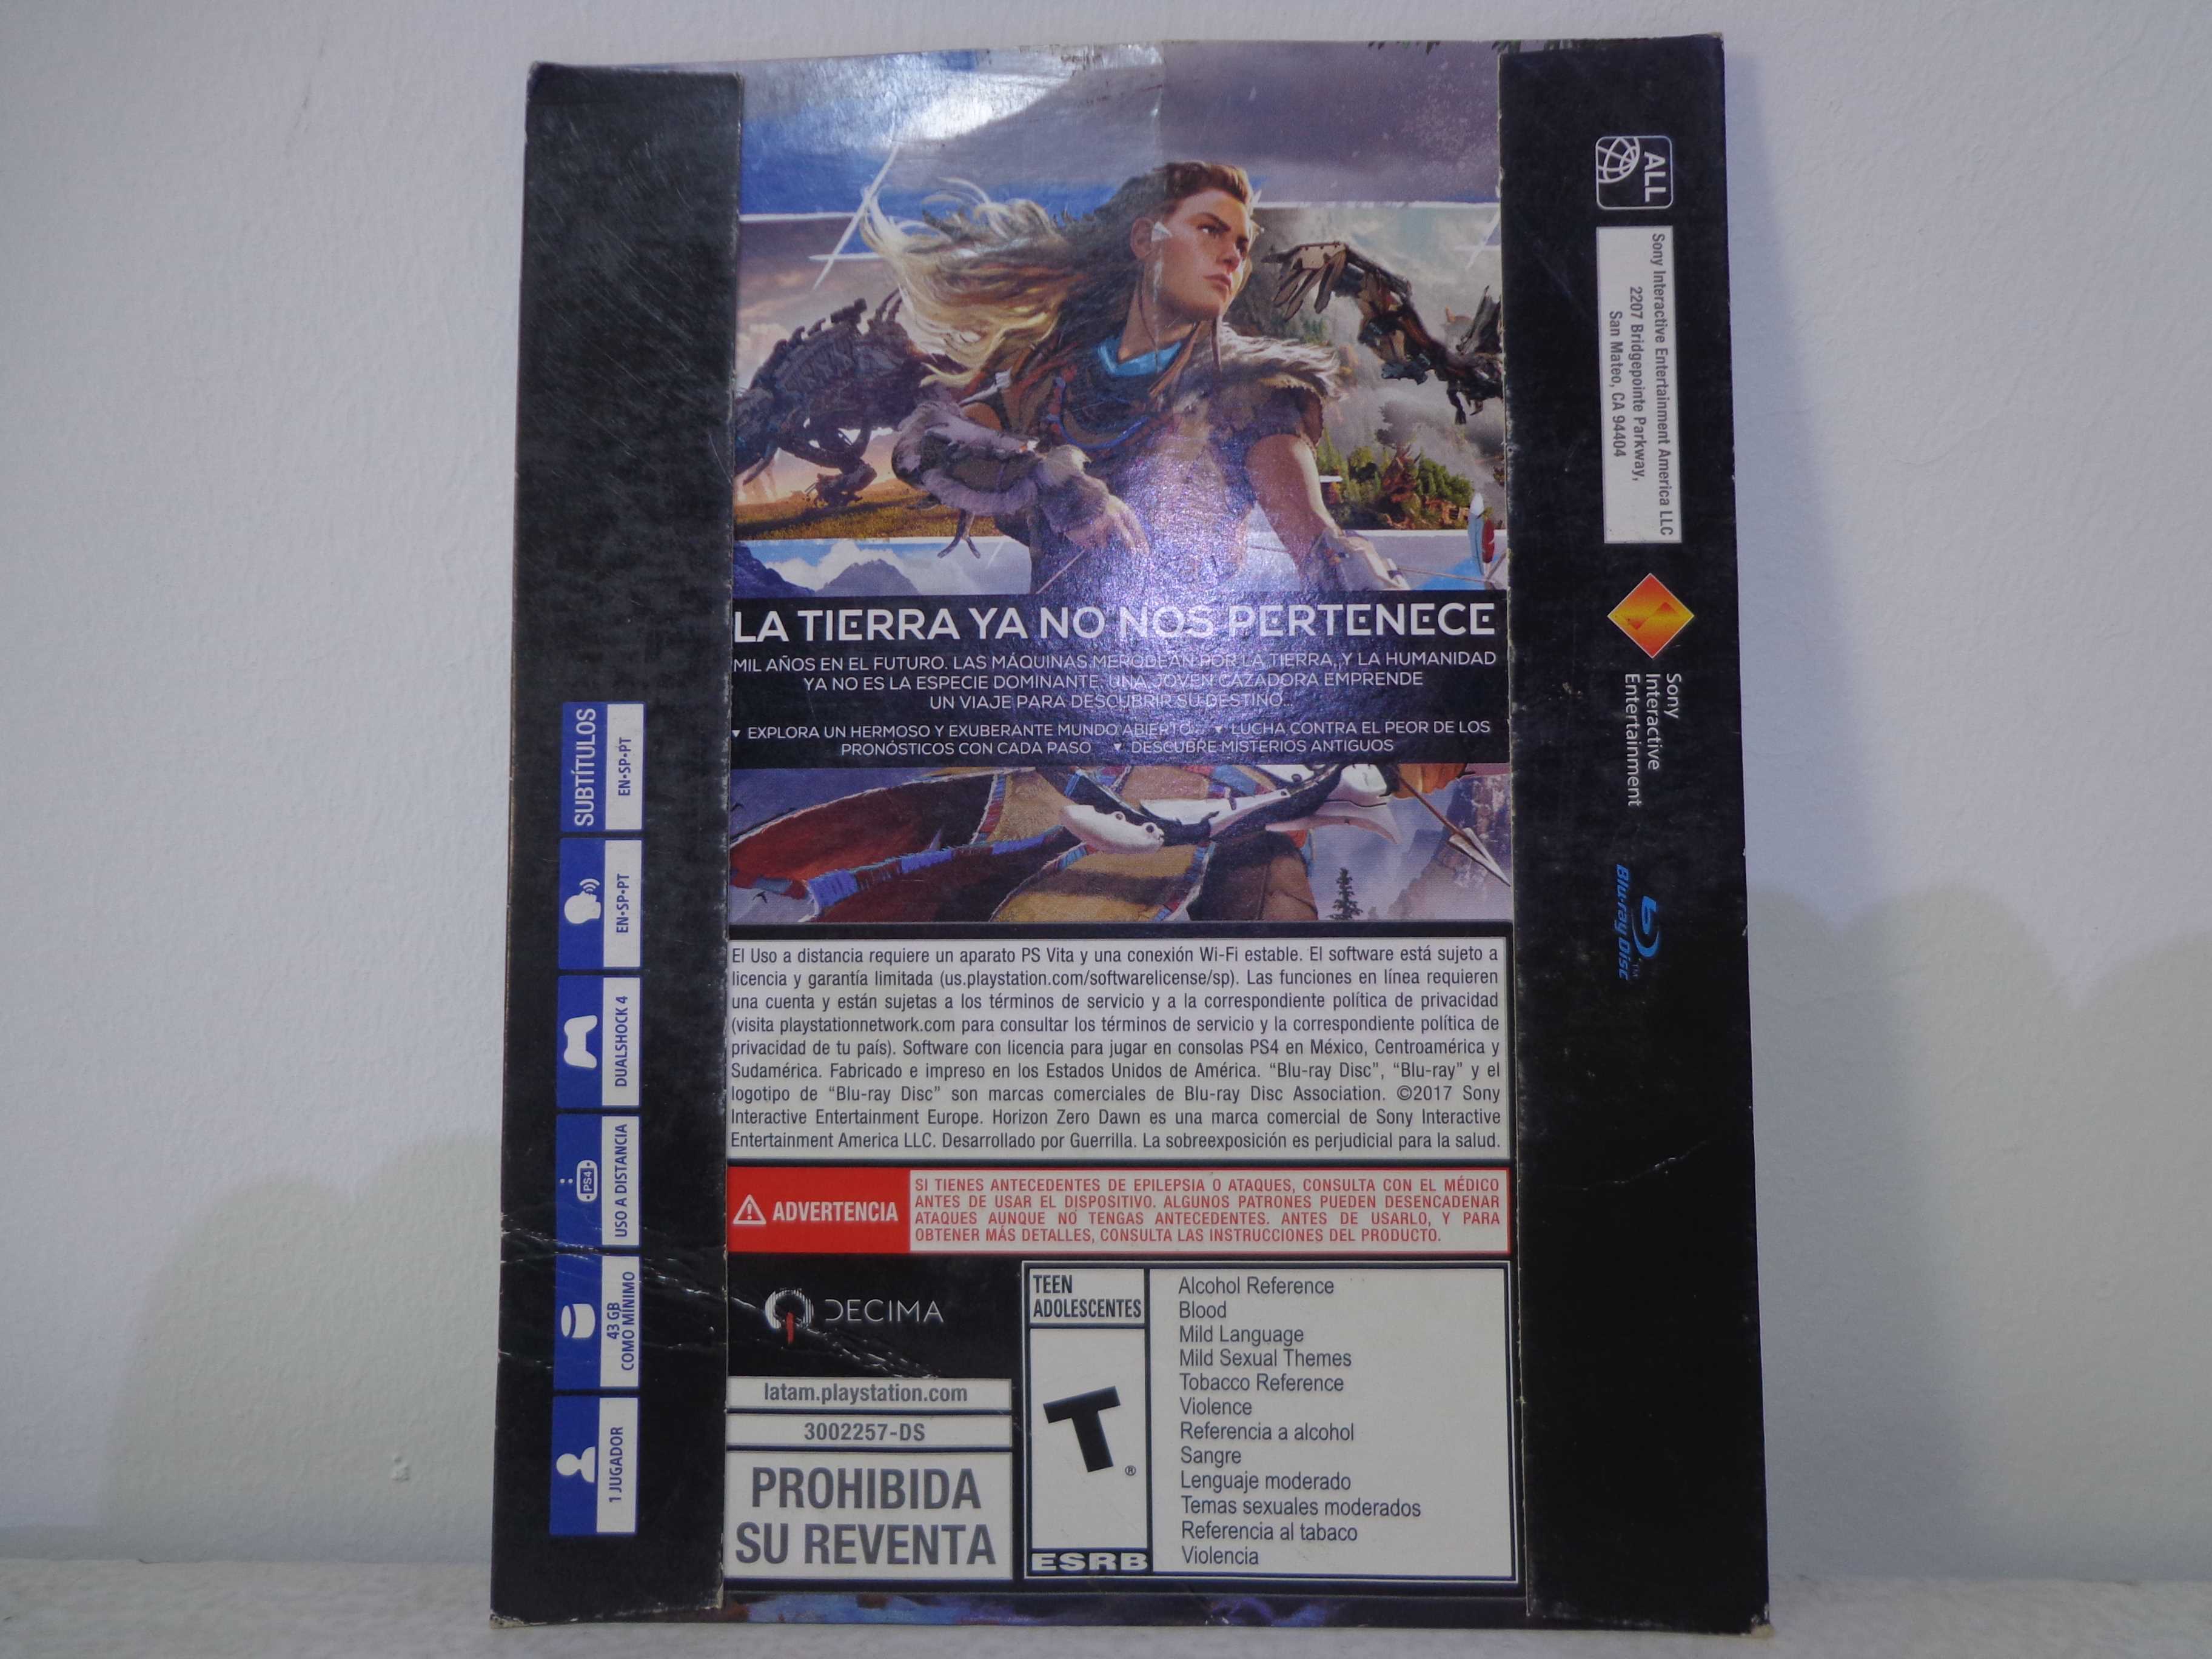 LA TIERRA YA NO NOS PERTENECE
MIL AÑOS EN EL FUTURO. LAS MÁQUINAS MERODEAN POR LA TIERRA, Y LA HUMANIDAD
YA NO ES LA ESPECIE DOMINANTE. UNA JOVEN CAZADORA EMPRENDE
UN VIAJE PARA DESCUBRIR SU DESTINO...
▼ EXPLORA UN HERMOSO Y EXUBERANTE MUNDO ABIERTO... ▼ LUCHA CONTRA EL PEOR DE LOS
PRONÓSTICOS CON CADA PASO ▼ DESCUBRE MISTERIOS ANTIGUOS
El Uso a distancia requiere un aparato PS Vita y una conexión Wi-Fi estable. El software está sujeto a
licencia y garantía limitada (us.playstation.com/softwarelicense/sp). Las funciones en línea requieren
una cuenta y están sujetas a los términos de servicio y a la correspondiente política de privacidad
(visita playstationnetwork.com para consultar los términos de servicio y la correspondiente política de
privacidad de tu país). Software con licencia para jugar en consolas PS4 en México, Centroamérica y
Sudamérica. Fabricado e impreso en los Estados Unidos de América. “Blu-ray Disc”, “Blu-ray” y el
logotipo de “Blu-ray Disc” son marcas comerciales de Blu-ray Disc Association. ©2017 Sony
Interactive Entertainment Europe. Horizon Zero Dawn es una marca comercial de Sony Interactive
Entertainment America LLC. Desarrollado por Guerrilla. La sobreexposición es perjudicial para la salud.
ADVERTENCIA
SI TIENES ANTECEDENTES DE EPILEPSIA O ATAQUES, CONSULTA CON EL MÉDICO
ANTES DE USAR EL DISPOSITIVO. ALGUNOS PATRONES PUEDEN DESENCADENAR
ATAQUES AUNQUE NO TENGAS ANTECEDENTES. ANTES DE USARLO, Y PARA
OBTENER MÁS DETALLES, CONSULTA LAS INSTRUCCIONES DEL PRODUCTO.
DECIMA
latam.playstation.com
3002257-DS
PROHIBIDA
SU REVENTA
TEEN
ADOLESCENTES
T®
ESRB
Alcohol Reference
Blood
Mild Language
Mild Sexual Themes
Tobacco Reference
Violence
Referencia a alcohol
Sangre
Lenguaje moderado
Temas sexuales moderados
Referencia al tabaco
Violencia
1 JUGADOR
43 GB
COMO MÍNIMO
PS4
USO A DISTANCIA
DUALSHOCK 4
EN•SP•PT
SUBTÍTULOS
EN•SP•PT
ALL
Sony Interactive Entertainment America LLC
2207 Bridgepointe Parkway,
San Mateo, CA 94404
Sony
Interactive
Entertainment
Blu-ray Disc™